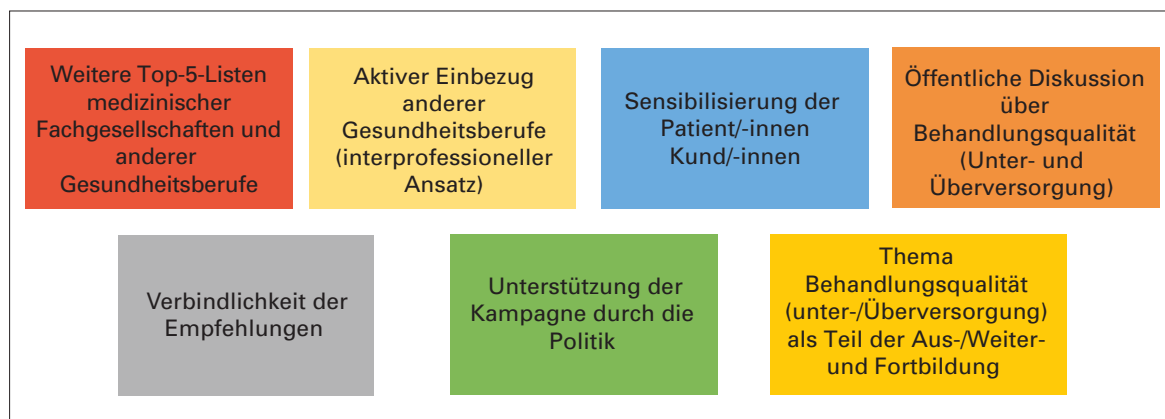 Weitere Top-5-Listen
medizinischer
Fachgesellschaften und
anderer
Gesundheitsberufe
Aktiver Einbezug
anderer
Gesundheitsberufe
(interprofessioneller
Ansatz)
Sensibilisierung der
Patient/-innen
Kund/-innen
Öffentliche Diskussion
über
Behandlungsqualität
(Unter- und
Überversorgung)
Verbindlichkeit der
Empfehlungen
Unterstützung der
Kampagne durch die
Politik
Thema
Behandlungsqualität
(unter-/Überversorgung)
als Teil der Aus-/Weiter-
und Fortbildung